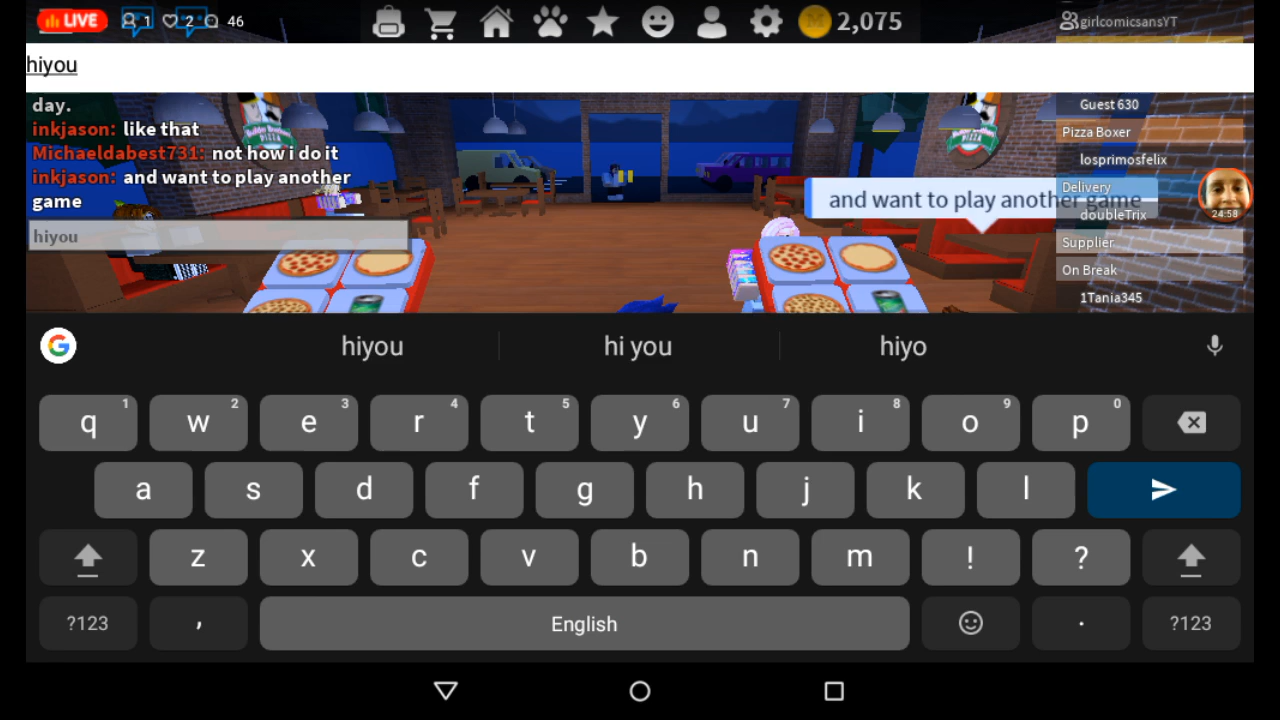 LIVE 1 2 46
2,075
girlcomicsansYT
hiyou
day.
inkjason: like that
Michaeldabest731: not how i do it
inkjason: and want to play another
game
hiyou
and want to play another game
Guest 630
Pizza Boxer
losprimosfelix
Delivery
doubleTrix
Supplier
On Break
1Tania345
24:58
PIZZA
PIZZA
G hiyou hi you hiyo
q 1 w 2 e 3 r 4 t 5 y 6 u 7 i 8 o 9 p 0
a s d f g h j k l
z x c v b n m ! ?
?123 , English . ?123